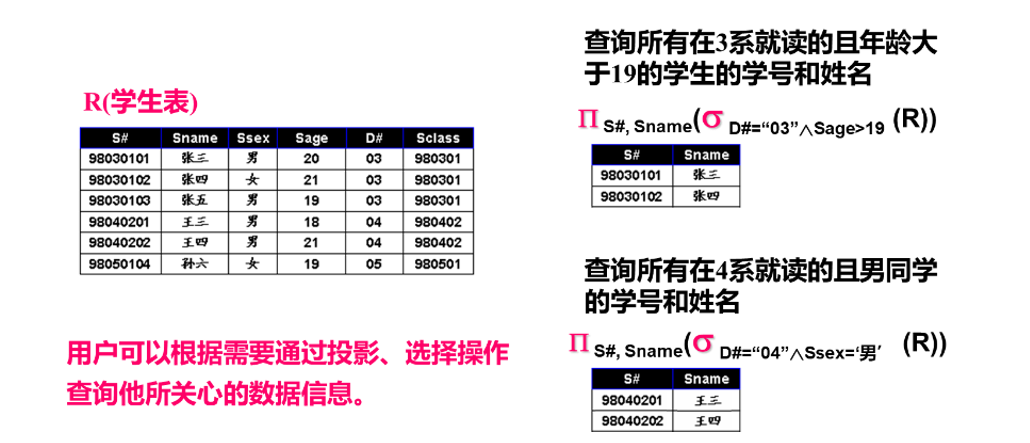 R(学生表)
S# Sname Ssex Sage D# Sclass
98030101 张三 男 20 03 980301
98030102 张四 女 21 03 980301
98030103 张五 男 19 03 980301
98040201 王三 男 18 04 980402
98040202 王四 男 21 04 980402
98050104 孙六 女 19 05 980501
用户可以根据需要通过投影、选择操作
查询他所关心的数据信息。
查询所有在3系就读的且年龄大
于19的学生的学号和姓名
Π S#, Sname(σ D#=“03”∧Sage>19 (R))
S# Sname
98030101 张三
98030102 张四
查询所有在4系就读的且男同学
的学号和姓名
Π S#, Sname(σ D#=“04”∧Ssex=‘男’ (R))
S# Sname
98040201 王三
98040202 王四